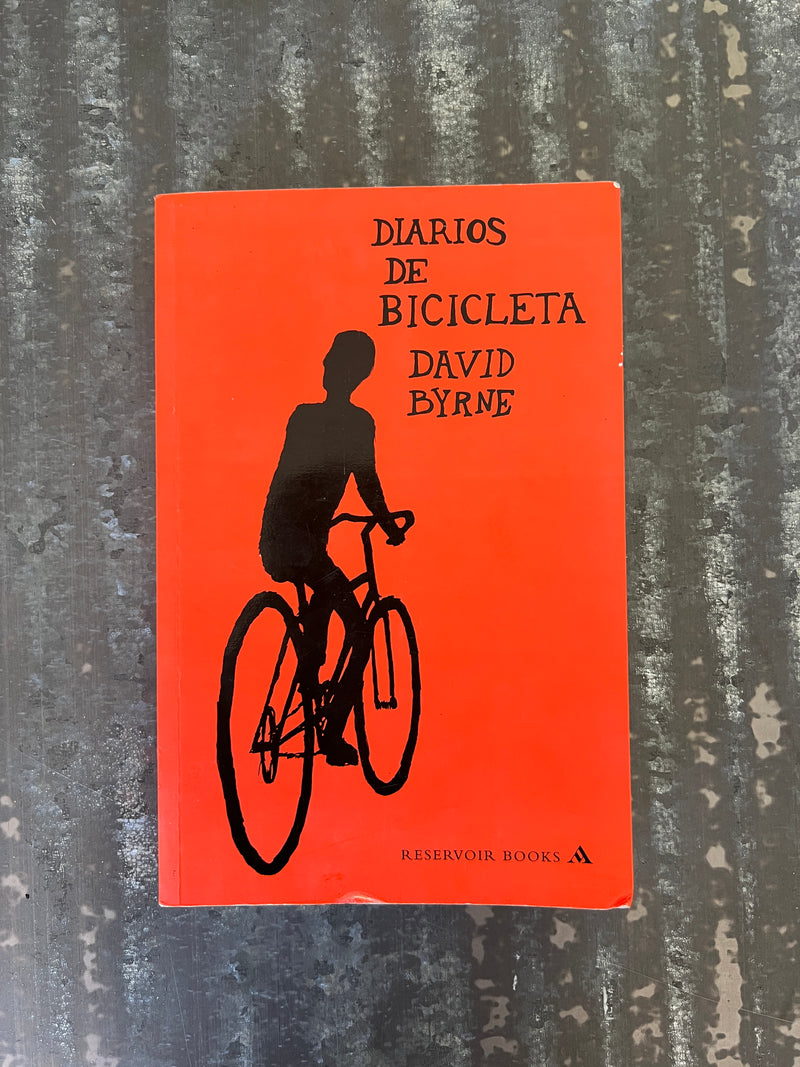 DIARIOS
DE
BICICLETA
DAVID
BYRNE
RESERVOIR BOOKS